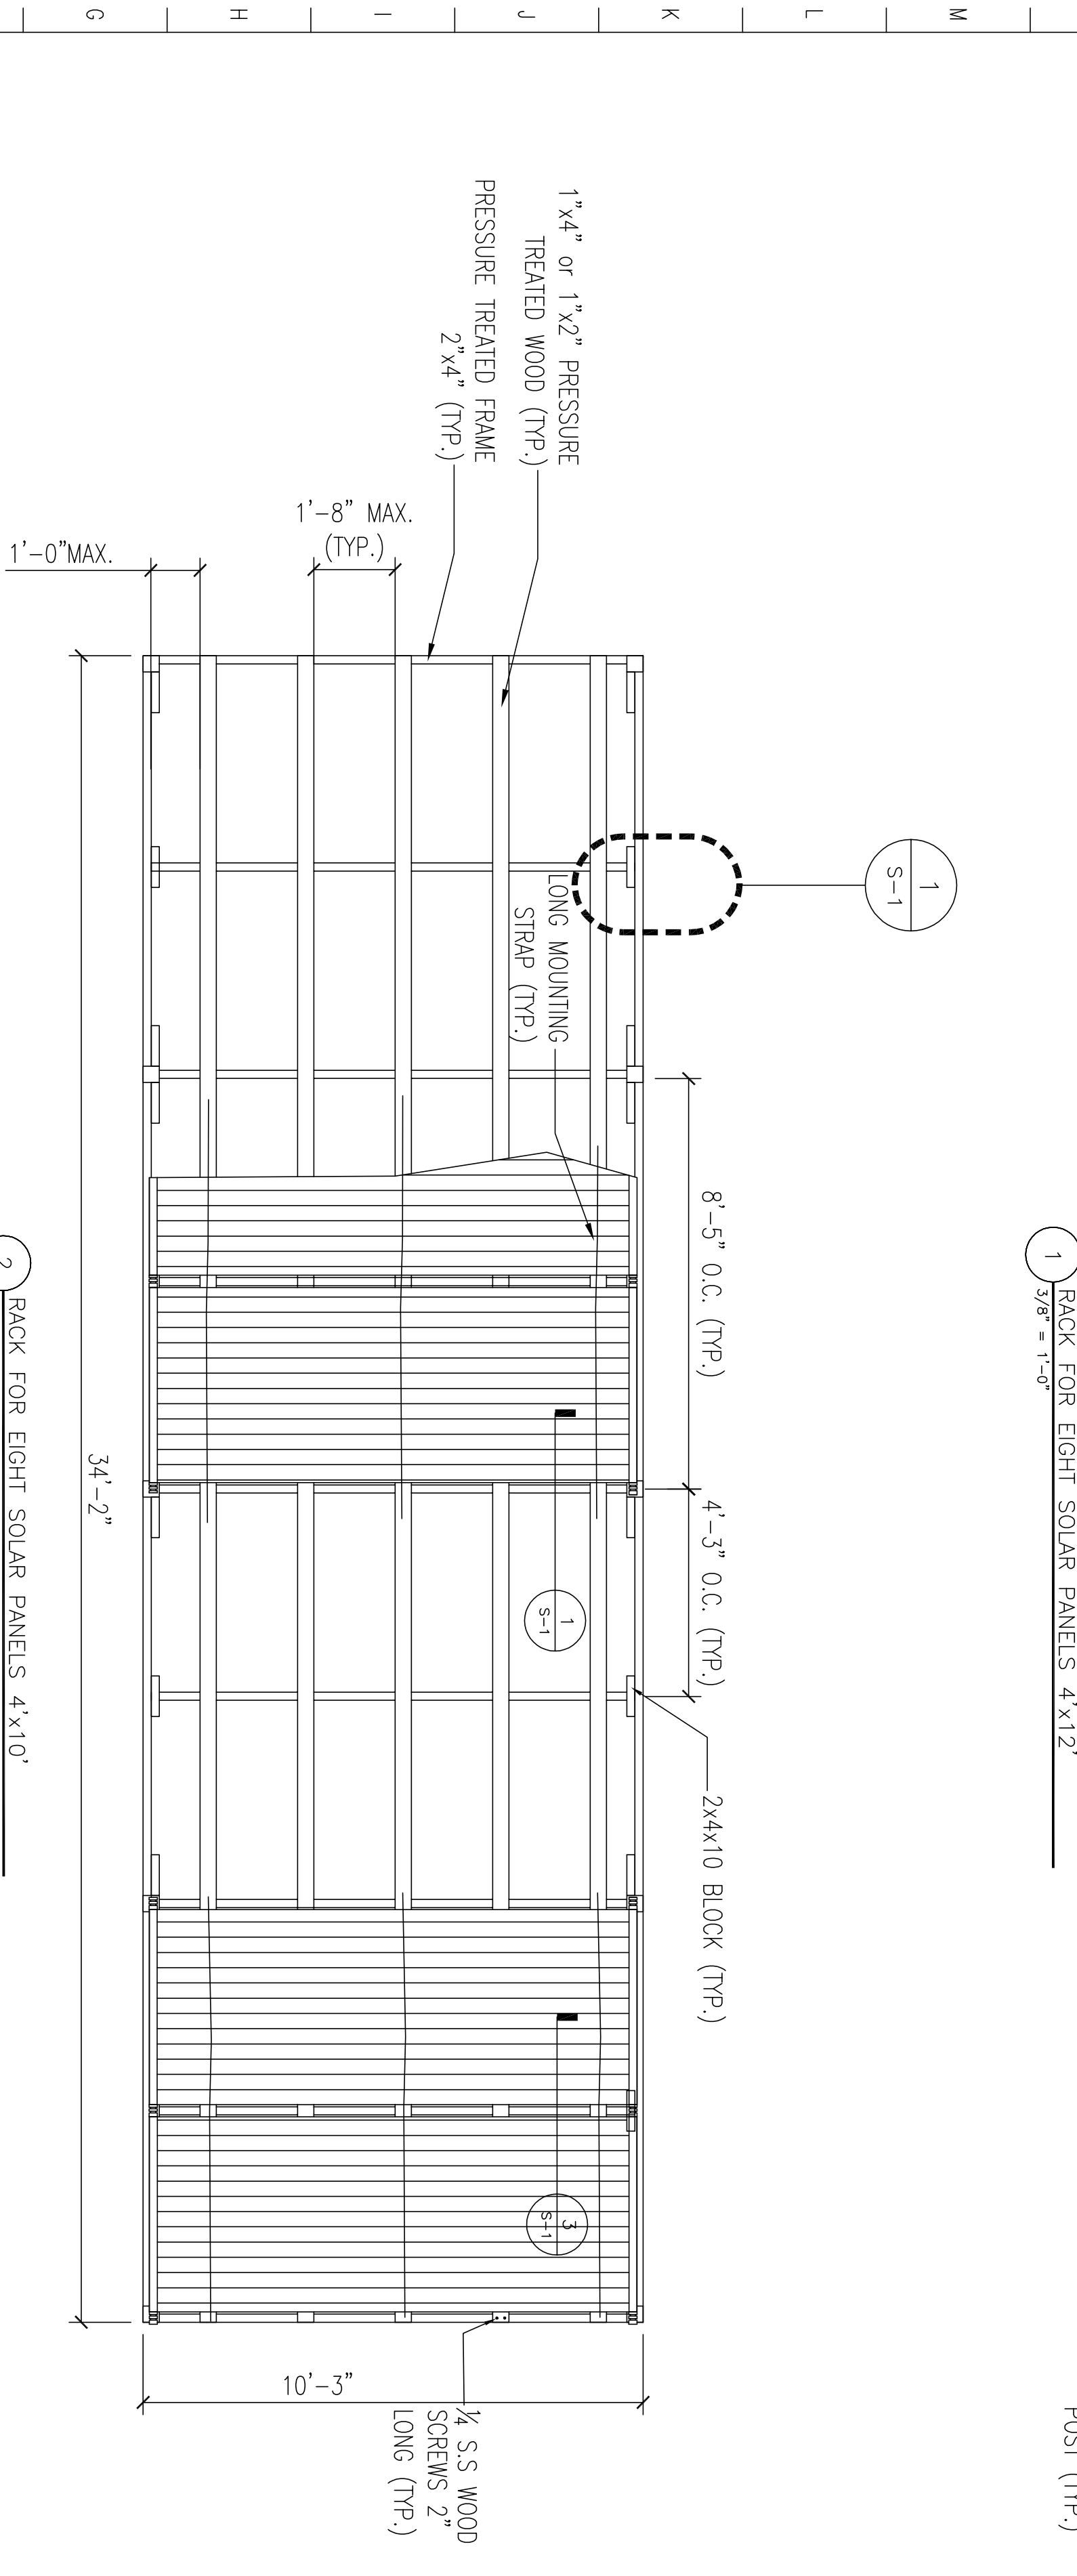 G
H
I
J
K
L
M
1"x4" or 1"x2" PRESSURE
TREATED WOOD (TYP.)
PRESSURE TREATED FRAME
2"x4" (TYP.)
1'-8" MAX.
(TYP.)
1'-0"MAX.
1
S-1
LONG MOUNTING
STRAP (TYP.)
8'-5" O.C. (TYP.)
4'-3" O.C. (TYP.)
2x4x10 BLOCK (TYP.)
1
S-1
3
S-1
34'-2"
10'-3"
¼ S.S WOOD
SCREWS 2"
LONG (TYP.)
1
RACK FOR EIGHT SOLAR PANELS 4'x12'
3/8" = 1'-0"
2
RACK FOR EIGHT SOLAR PANELS 4'x10'
POST (TYP.)